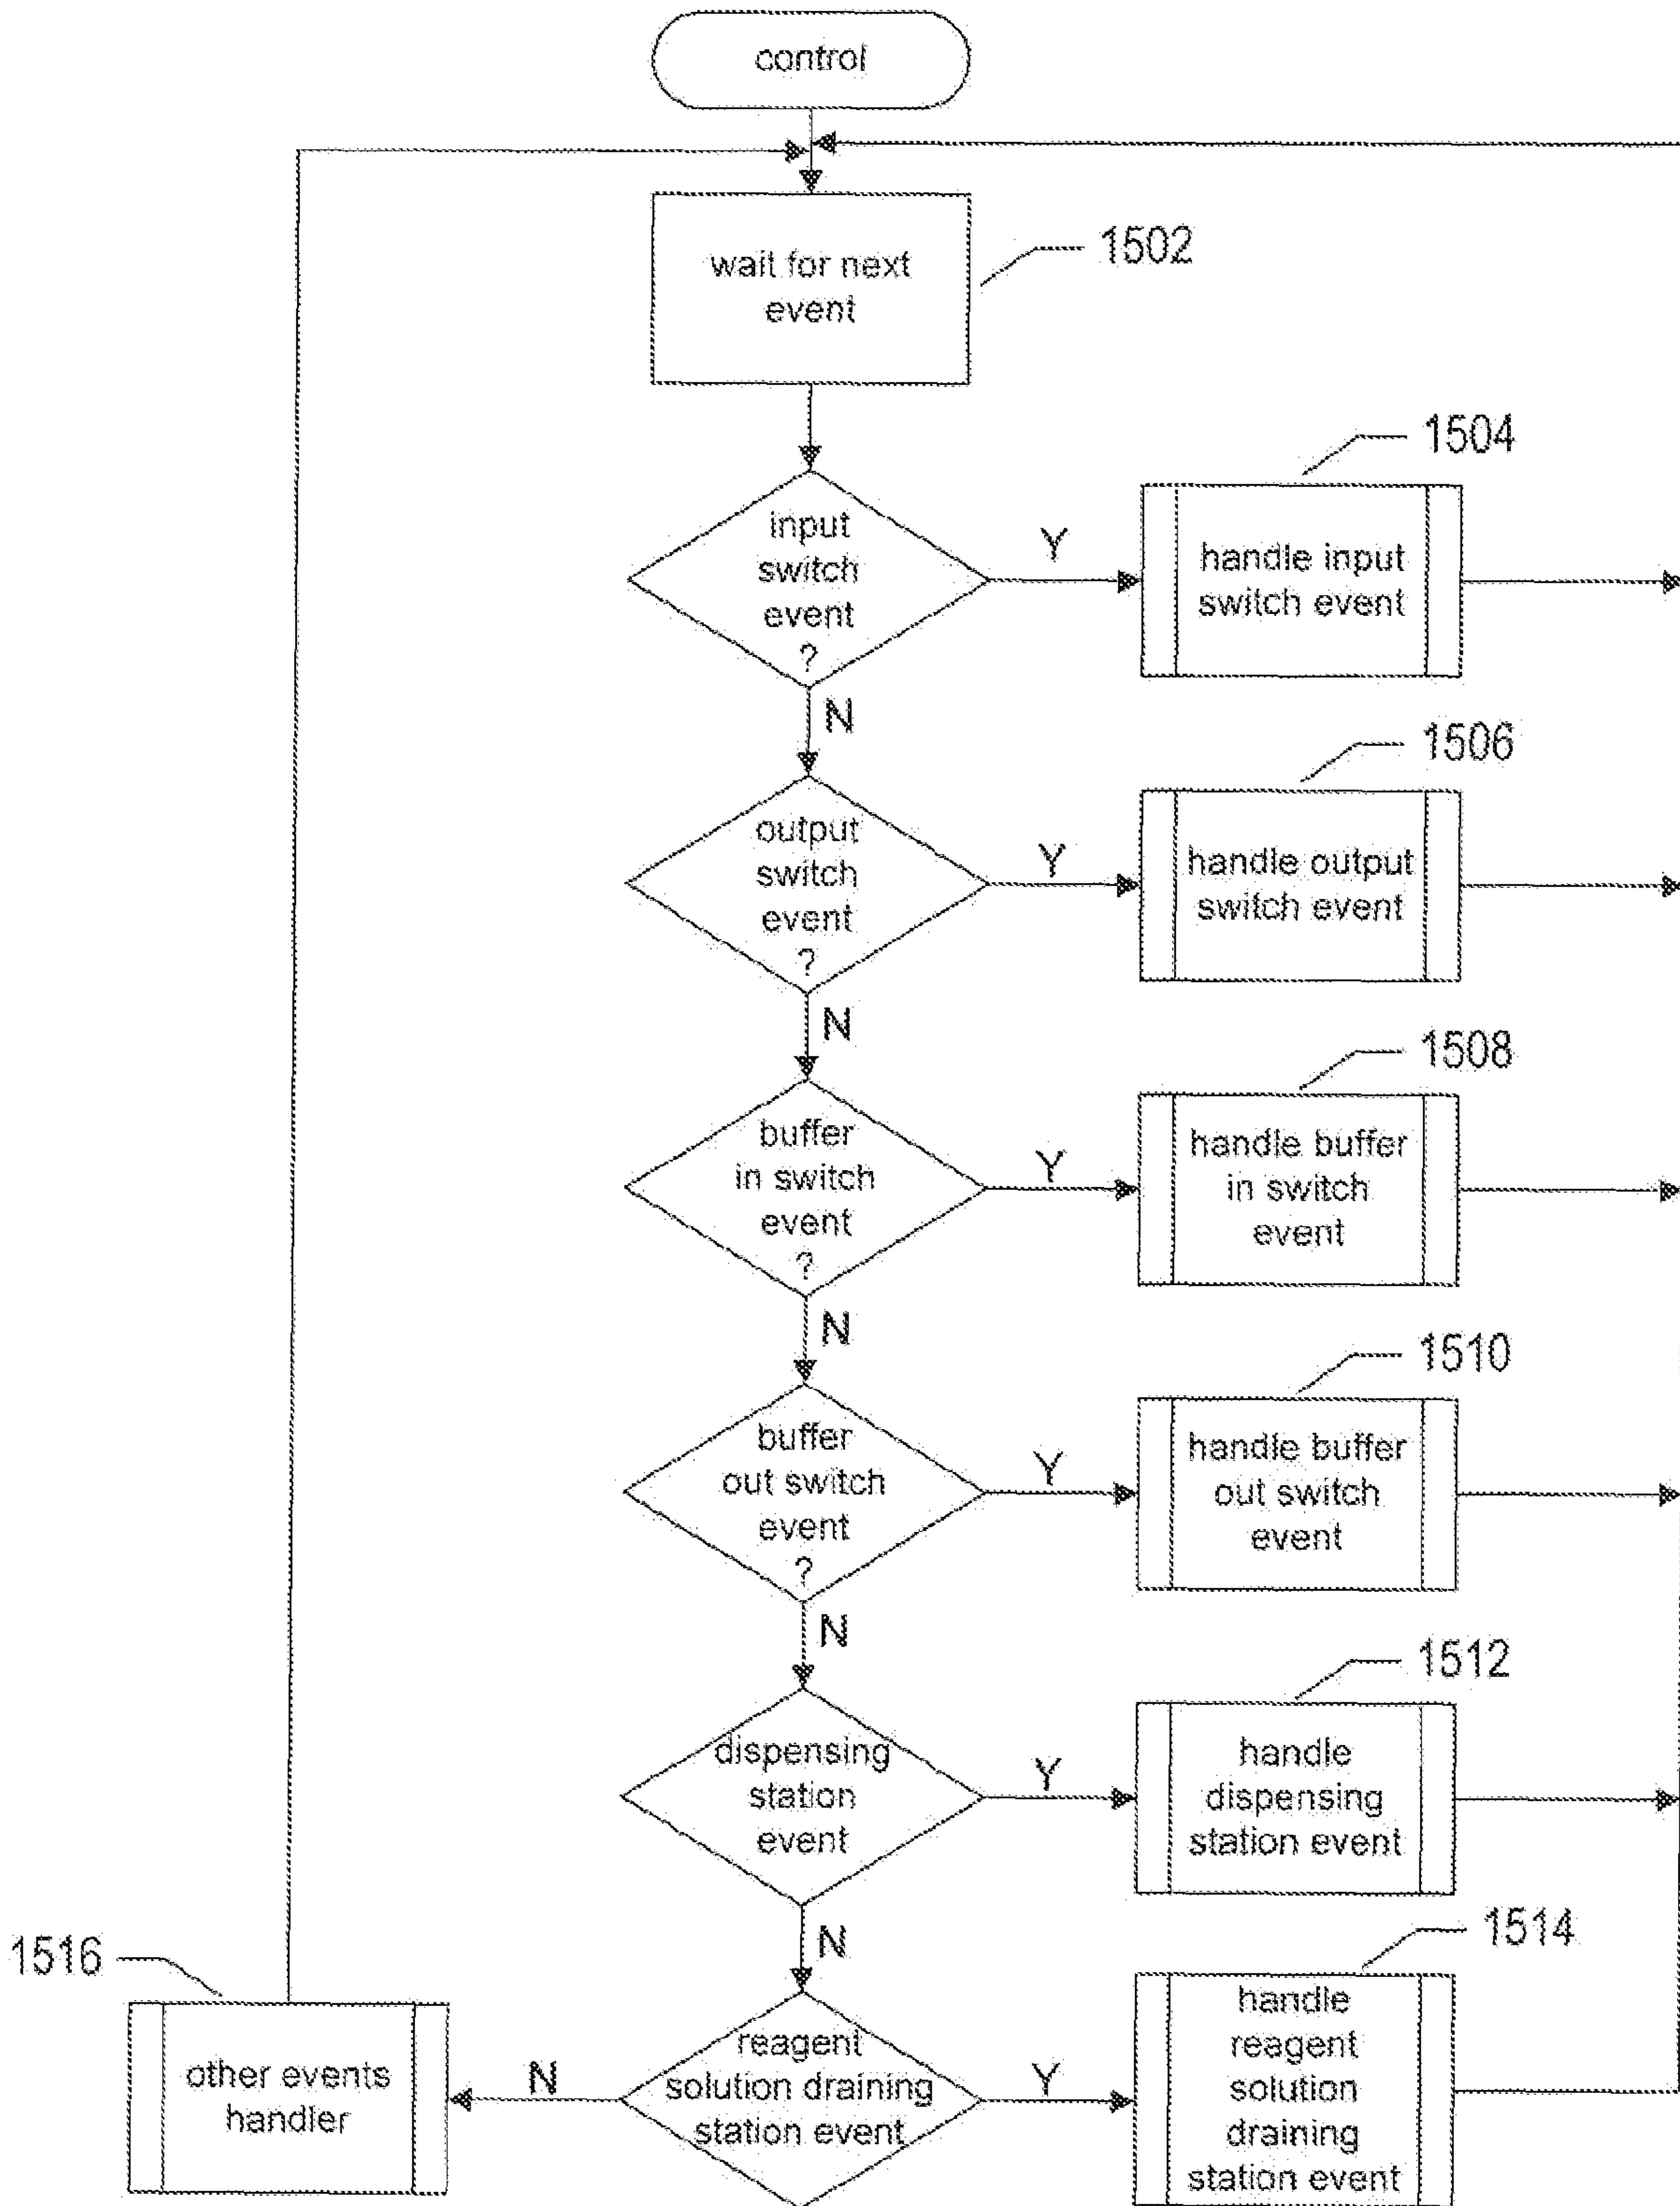 control
wait for next
event
1502
input
switch
event
?
Y
1504
handle input
switch event
N
output
switch
event
?
Y
1506
handle output
switch event
N
buffer
in switch
event
?
Y
1508
handle buffer
in switch
event
N
buffer
out switch
event
?
Y
1510
handle buffer
out switch
event
N
dispensing
station
event
Y
1512
handle
dispensing
station event
N
reagent
solution draining
station event
Y
1514
handle
reagent
solution
draining
station event
N
1516
other events
handler